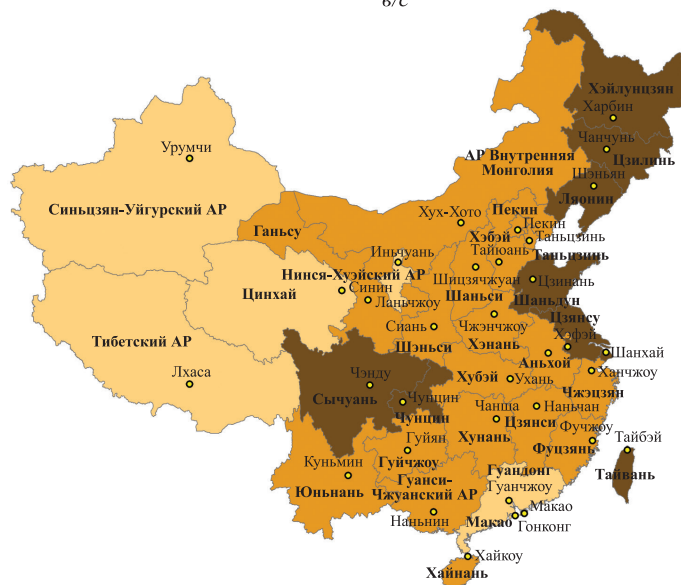 в/с
Хэйлунцзян
Харбин
Чанчунь
Цзилинь
Урумчи
АР Внутренняя
Монголия
Шэньян
Ляонин
Синьцзян-Уйгурский АР
Ганьсу
Хух-Хото
Пекин
Пекин
Хэбэй
Таньцзинь
Тайюань
Таньцзинь
Иньчуань
Нинся-Хуэйский АР
Шицзячжуан
Цзинань
Синин
Цинхай
Ланьчжоу
Шаньси
Шаньдун
Цзянсу
Сиань
Чжэнчжоу
Тибетский АР
Шэньси
Хэнань
Хэфэй
Шанхай
Аньхой
Лхаса
Чэнду
Сычуань
Хубэй
Ухань
Ханчжоу
Чжэцзян
Чунцин
Чунцин
Чанша
Наньчан
Хунань
Цзянси
Фучжоу
Фуцзянь
Тайбэй
Гуйян
Гуйчжоу
Куньмин
Юньнань
Гуанси-
Чжуанский АР
Гуандонг
Гуанчжоу
Тайвань
Наньнин
Макао
Макао
Гонконг
Хайкоу
Хайнань